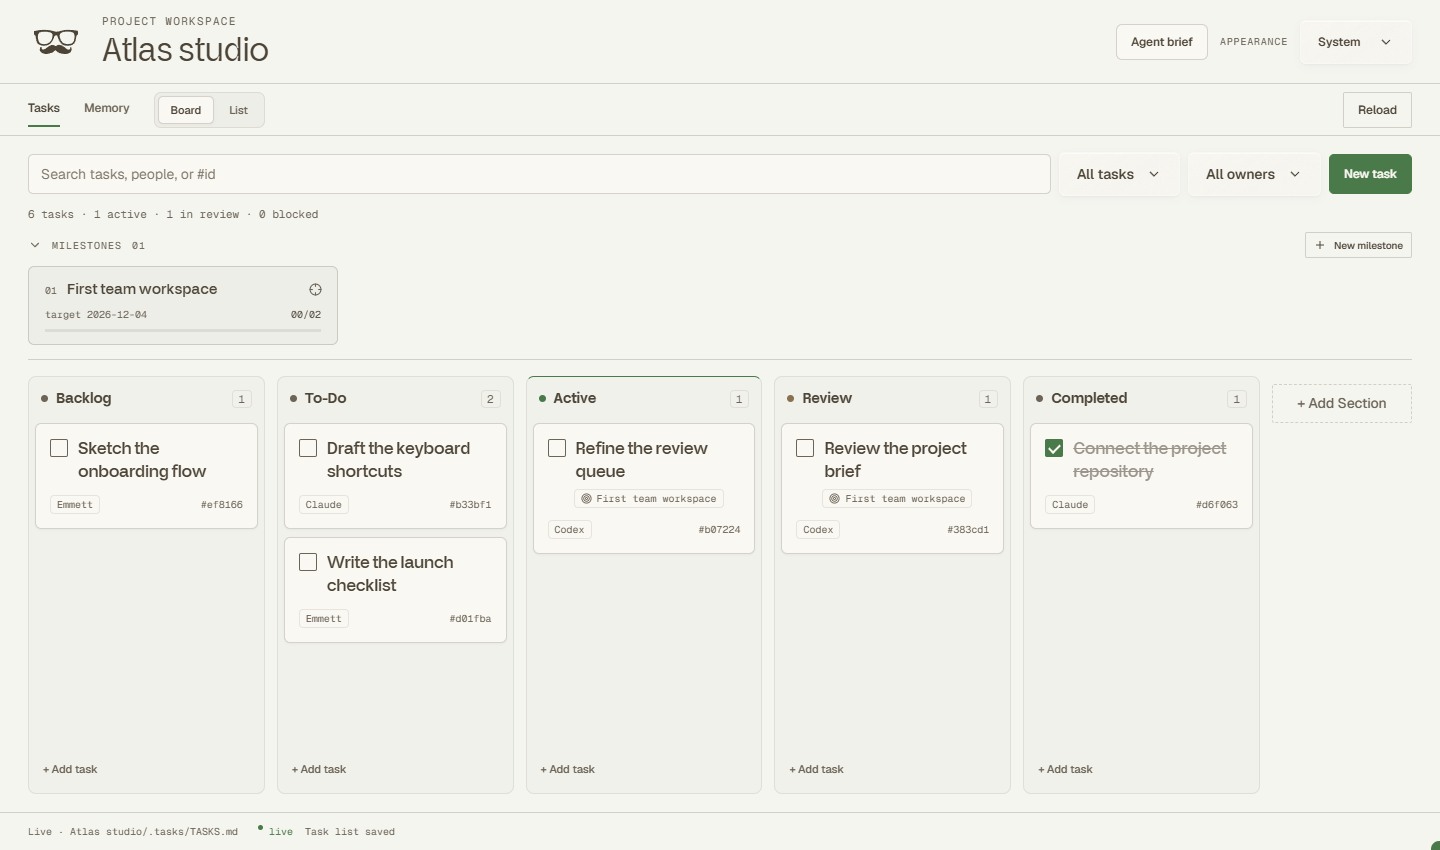 PROJECT WORKSPACE
Atlas studio
Agent brief
APPEARANCE
System
Tasks
Memory
Board
List
Reload
Search tasks, people, or #id
All tasks
All owners
New task
6 tasks · 1 active · 1 in review · 0 blocked
MILESTONES 01
+ New milestone
01 First team workspace
target 2026-12-04
00/02
Backlog
1
Sketch the
onboarding flow
Emmett
#ef8166
+ Add task
To-Do
2
Draft the keyboard
shortcuts
Claude
#b33bf1
Write the launch
checklist
Emmett
#d01fba
+ Add task
Active
1
Refine the review
queue
First team workspace
Codex
#b07224
+ Add task
Review
1
Review the project
brief
First team workspace
Codex
#383cd1
+ Add task
Completed
1
Connect the project
repository
Claude
#d6f063
+ Add task
+ Add Section
Live · Atlas studio/.tasks/TASKS.md
live
Task list saved